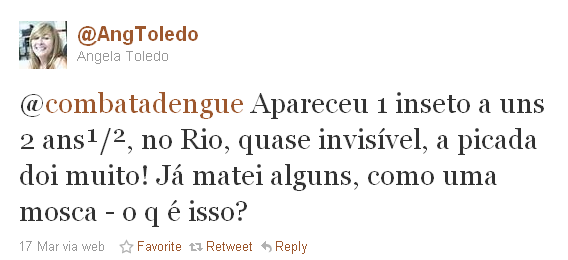 @AngToledo
Angela Toledo
@combatadengue Apareceu 1 inseto a uns
2 ans½, no Rio, quase invisível, a picada
doi muito! Já matei alguns, como uma
mosca - o q é isso?
17 Mar via web Favorite Retweet Reply